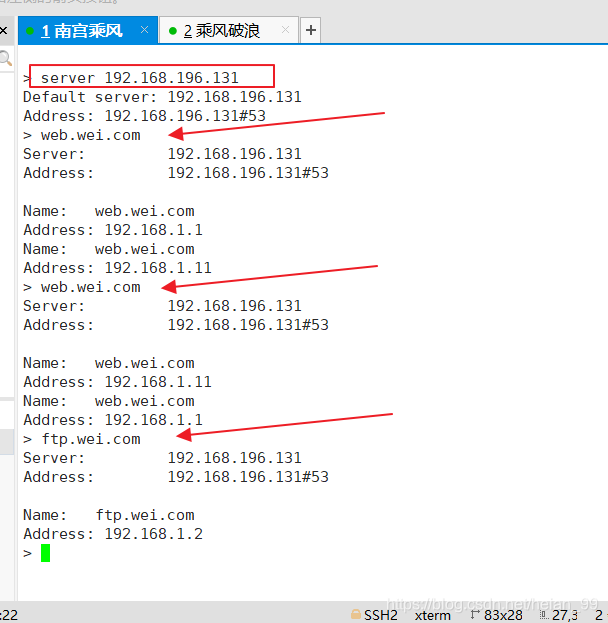 1 南宫乘风
2 乘风破浪
> server 192.168.196.131
Default server: 192.168.196.131
Address: 192.168.196.131#53
> web.wei.com
Server: 192.168.196.131
Address: 192.168.196.131#53
Name: web.wei.com
Address: 192.168.1.1
Name: web.wei.com
Address: 192.168.1.11
> web.wei.com
Server: 192.168.196.131
Address: 192.168.196.131#53
Name: web.wei.com
Address: 192.168.1.11
Name: web.wei.com
Address: 192.168.1.1
> ftp.wei.com
Server: 192.168.196.131
Address: 192.168.196.131#53
Name: ftp.wei.com
Address: 192.168.1.2
>
:22 SSH2 xterm 83x28 27,3 2